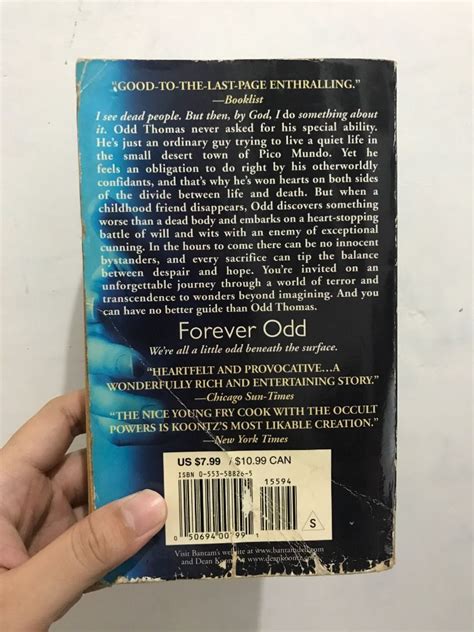 “GOOD-TO-THE-LAST-PAGE ENTHRALLING.”
—Booklist
I see dead people. But then, by God, I do something about
it. Odd Thomas never asked for his special ability.
He’s just an ordinary guy trying to live a quiet life in
the small desert town of Pico Mundo. Yet he
feels an obligation to do right by his otherworldly
confidants, and that’s why he’s won hearts on both sides
of the divide between life and death. But when a
childhood friend disappears, Odd discovers something
worse than a dead body and embarks on a heart-stopping
battle of will and wits with an enemy of exceptional
cunning. In the hours to come there can be no innocent
bystanders, and every sacrifice can tip the balance
between despair and hope. You’re invited on an
unforgettable journey through a world of terror and
transcendence to wonders beyond imagining. And you
can have no better guide than Odd Thomas.
Forever Odd
We’re all a little odd beneath the surface.
“HEARTFELT AND PROVOCATIVE…A
WONDERFULLY RICH AND ENTERTAINING STORY.”
—Chicago Sun-Times
“THE NICE YOUNG FRY COOK WITH THE OCCULT
POWERS IS KOONTZ’S MOST LIKABLE CREATION.”
—New York Times
US $7.99 / $10.99 CAN
ISBN 0-553-58826-5
15594
S
50694 00799
Visit Bantam’s website at www.bantamdell.com
and Dean Koontz at www.deankoontz.com